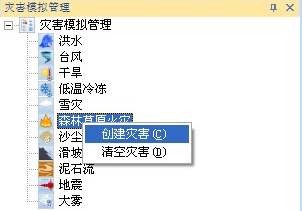 灾害模拟管理
灾害模拟管理
洪水
台风
干旱
低温冷冻
雪灾
森林草原火灾
沙尘
创建灾害(C)
滑坡
清空灾害(D)
泥石流
地震
大雾